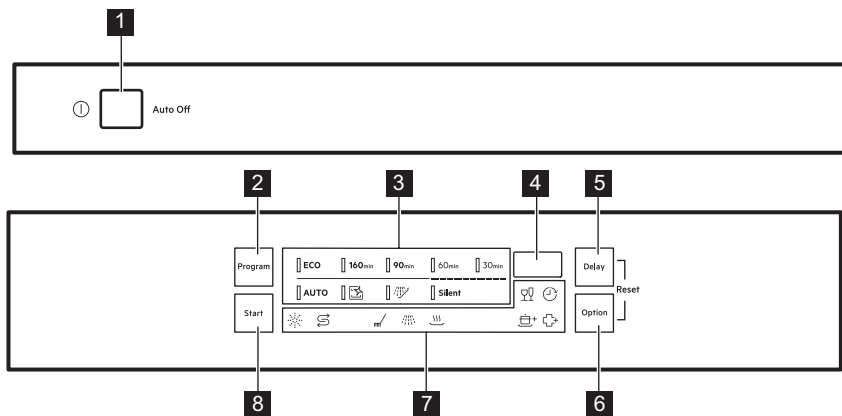 1
Auto Off
2
3
4
5
Program
ECO 160min 90min 60min 30min
Delay
Reset
AUTO Silent
Start
Option
8
7
6